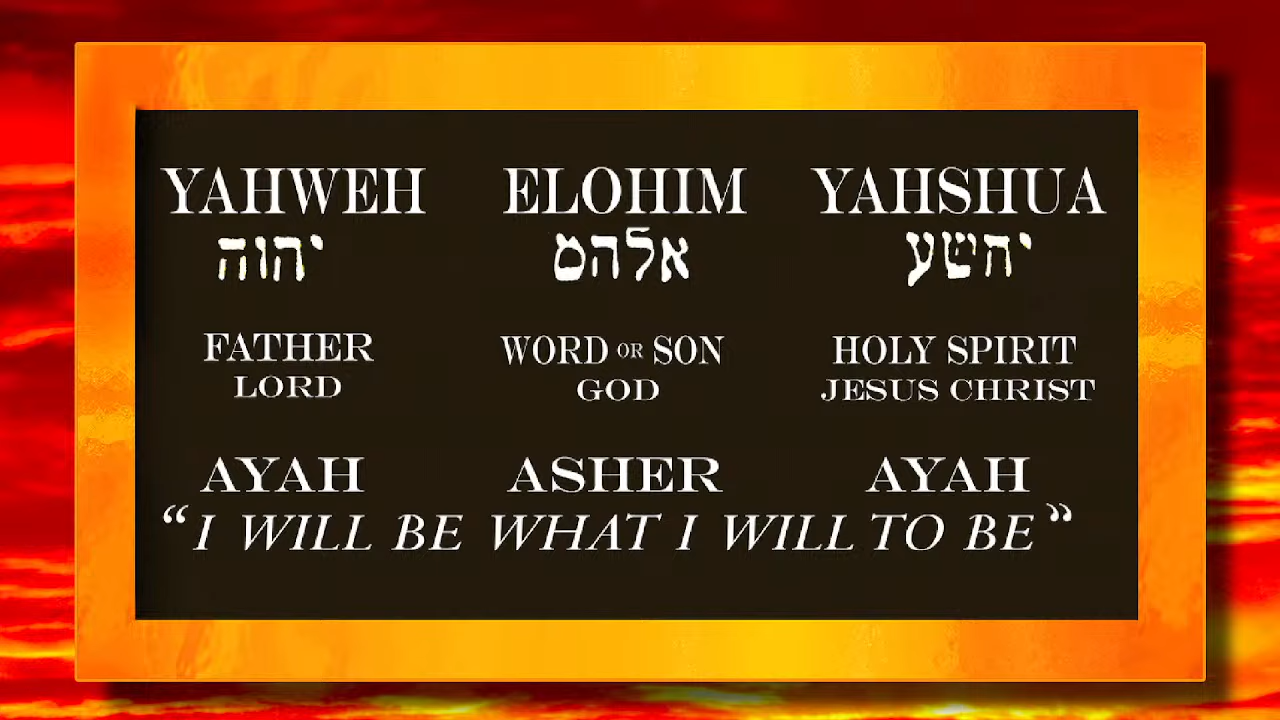 YAHWEH ELOHIM YAHSHUA
יהוה אלהם יהשע
FATHER WORD OR SON HOLY SPIRIT
LORD GOD JESUS CHRIST
AYAH ASHER AYAH
“I WILL BE WHAT I WILL TO BE”